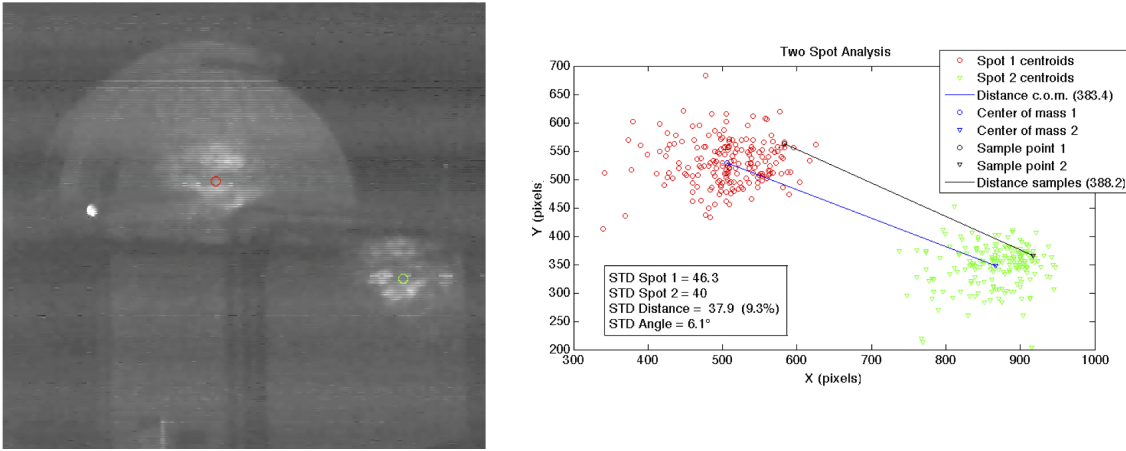 Two Spot Analysis
Spot 1 centroids
Spot 2 centroids
Distance c.o.m. (383.4)
Center of mass 1
Center of mass 2
Sample point 1
Sample point 2
Distance samples (388.2)
700
650
600
550
500
450
400
350
300
250
200
Y (pixels)
STD Spot 1 = 46.3
STD Spot 2 = 40
STD Distance = 37.9 (9.3%)
STD Angle = 6.1°
300 400 500 600 700 800 900 1000
X (pixels)